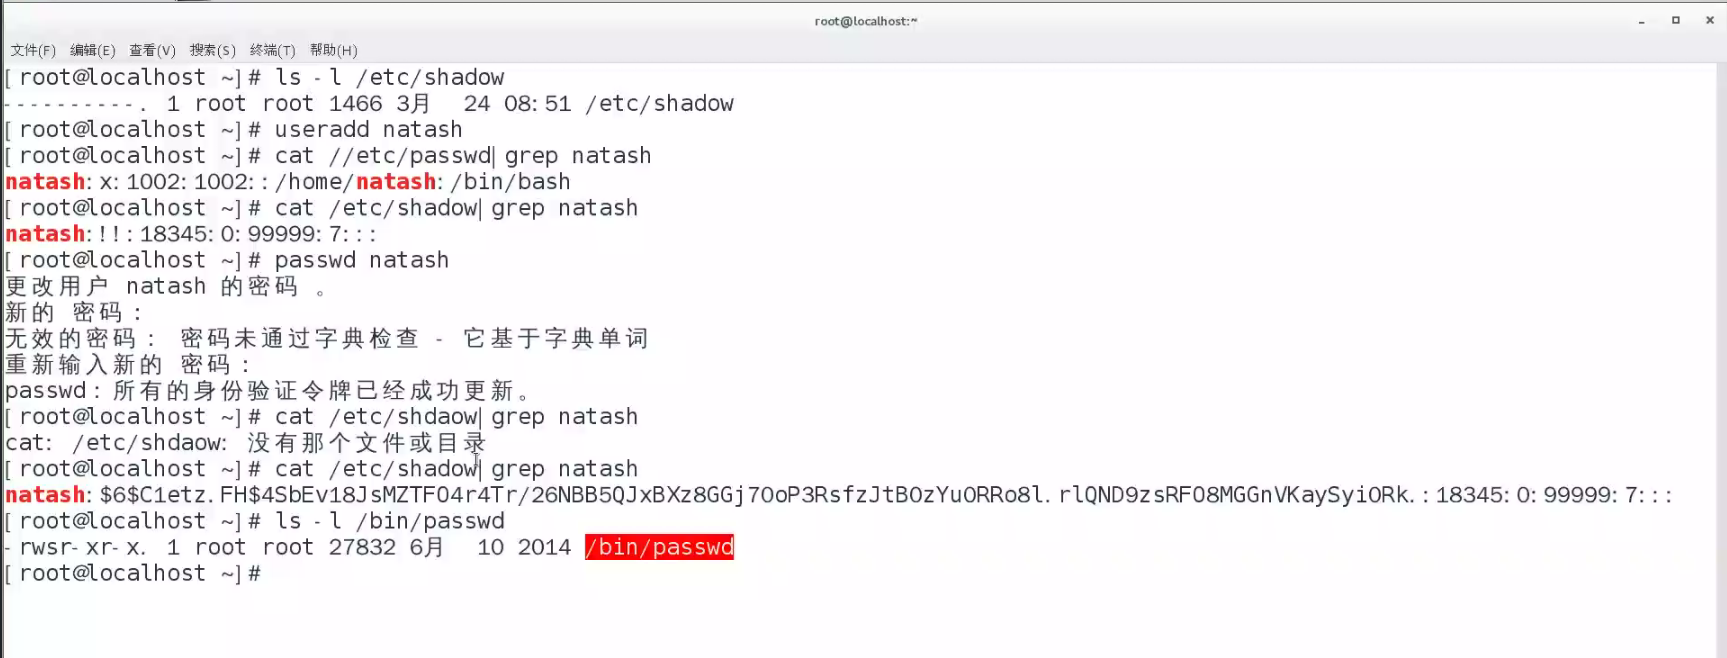 root@localhost:~
文件(F) 编辑(E) 查看(V) 搜索(S) 终端(T) 帮助(H)
[root@localhost ~]# ls -l /etc/shadow
----------. 1 root root 1466 3月  24 08:51 /etc/shadow
[root@localhost ~]# useradd natash
[root@localhost ~]# cat //etc/passwd|grep natash
natash:x:1002:1002::/home/natash:/bin/bash
[root@localhost ~]# cat /etc/shadow|grep natash
natash:!!:18345:0:99999:7:::
[root@localhost ~]# passwd natash
更改用户 natash 的密码 。
新的 密码：
无效的密码： 密码未通过字典检查 - 它基于字典单词
重新输入新的 密码：
passwd：所有的身份验证令牌已经成功更新。
[root@localhost ~]# cat /etc/shdaow|grep natash
cat: /etc/shdaow: 没有那个文件或目录
[root@localhost ~]# cat /etc/shadow|grep natash
natash:$6$C1etz.FH$4SbEv18JsMZTFO4r4Tr/26NBB5QJxBXz8GGj7OoP3RsfzJtBOzYuORRo8l.rlQND9zsRFO8MGGnVKaySyiORk.:18345:0:99999:7:::
[root@localhost ~]# ls -l /bin/passwd
-rwsr-xr-x. 1 root root 27832 6月  10 2014 /bin/passwd
[root@localhost ~]#